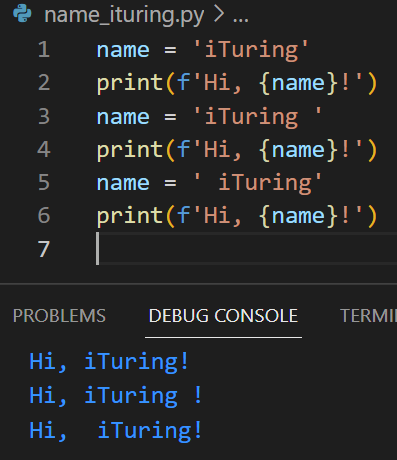 name_ituring.py > ...
1 name = 'iTuring'
2 print(f'Hi, {name}!')
3 name = 'iTuring '
4 print(f'Hi, {name}!')
5 name = ' iTuring'
6 print(f'Hi, {name}!')
7
PROBLEMS DEBUG CONSOLE TERMI
Hi, iTuring!
Hi, iTuring !
Hi,  iTuring!